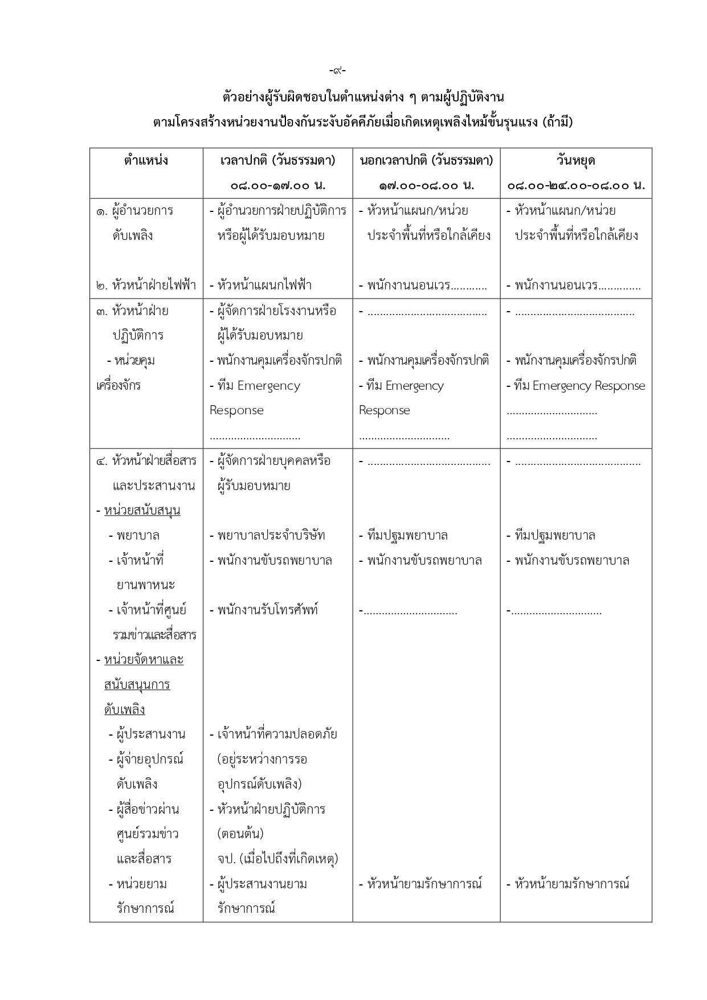 -๙-
ตัวอย่างผู้รับผิดชอบในตำแหน่งต่าง ๆ ตามผู้ปฏิบัติงาน
ตามโครงสร้างหน่วยงานป้องกันระงับอัคคีภัยเมื่อเกิดเหตุเพลิงไหม้ขั้นรุนแรง (ถ้ามี)
ตำแหน่ง เวลาปกติ (วันธรรมดา) นอกเวลาปกติ (วันธรรมดา) วันหยุด
๐๘.๐๐-๑๗.๐๐ น. ๑๗.๐๐-๐๘.๐๐ น. ๐๘.๐๐-๒๔.๐๐-๐๘.๐๐ น.
๑. ผู้อำนวยการ - ผู้อำนวยการฝ่ายปฏิบัติการ - หัวหน้าแผนก/หน่วย - หัวหน้าแผนก/หน่วย
ดับเพลิง หรือผู้ได้รับมอบหมาย ประจำพื้นที่หรือใกล้เคียง ประจำพื้นที่หรือใกล้เคียง
๒. หัวหน้าฝ่ายไฟฟ้า - หัวหน้าแผนกไฟฟ้า - พนักงานนอนเวร............ - พนักงานนอนเวร..............
๓. หัวหน้าฝ่าย - ผู้จัดการฝ่ายโรงงานหรือ - ....................................... - .......................................
ปฏิบัติการ ผู้ได้รับมอบหมาย
- หน่วยคุม - พนักงานคุมเครื่องจักรปกติ - พนักงานคุมเครื่องจักรปกติ - พนักงานคุมเครื่องจักรปกติ
เครื่องจักร - ทีม Emergency - ทีม Emergency - ทีม Emergency Response
Response Response ..............................
.............................. .............................. ..............................
๔. หัวหน้าฝ่ายสื่อสาร - ผู้จัดการฝ่ายบุคคลหรือ - ........................................ - .........................................
และประสานงาน ผู้รับมอบหมาย
- หน่วยสนับสนุน
- พยาบาล - พยาบาลประจำบริษัท - ทีมปฐมพยาบาล - ทีมปฐมพยาบาล
- เจ้าหน้าที่ - พนักงานขับรถพยาบาล - พนักงานขับรถพยาบาล - พนักงานขับรถพยาบาล
ยานพาหนะ
- เจ้าหน้าที่ศูนย์ - พนักงานรับโทรศัพท์ -............................... -..............................
รวมข่าวและสื่อสาร
- หน่วยจัดหาและ
สนับสนุนการ
ดับเพลิง
- ผู้ประสานงาน - เจ้าหน้าที่ความปลอดภัย
- ผู้จ่ายอุปกรณ์ (อยู่ระหว่างการรอ
ดับเพลิง อุปกรณ์ดับเพลิง)
- ผู้สื่อข่าวผ่าน - หัวหน้าฝ่ายปฏิบัติการ
ศูนย์รวมข่าว (ตอนต้น)
และสื่อสาร จป. (เมื่อไปถึงที่เกิดเหตุ)
- หน่วยยาม - ผู้ประสานงานยาม - หัวหน้ายามรักษาการณ์ - หัวหน้ายามรักษาการณ์
รักษาการณ์ รักษาการณ์